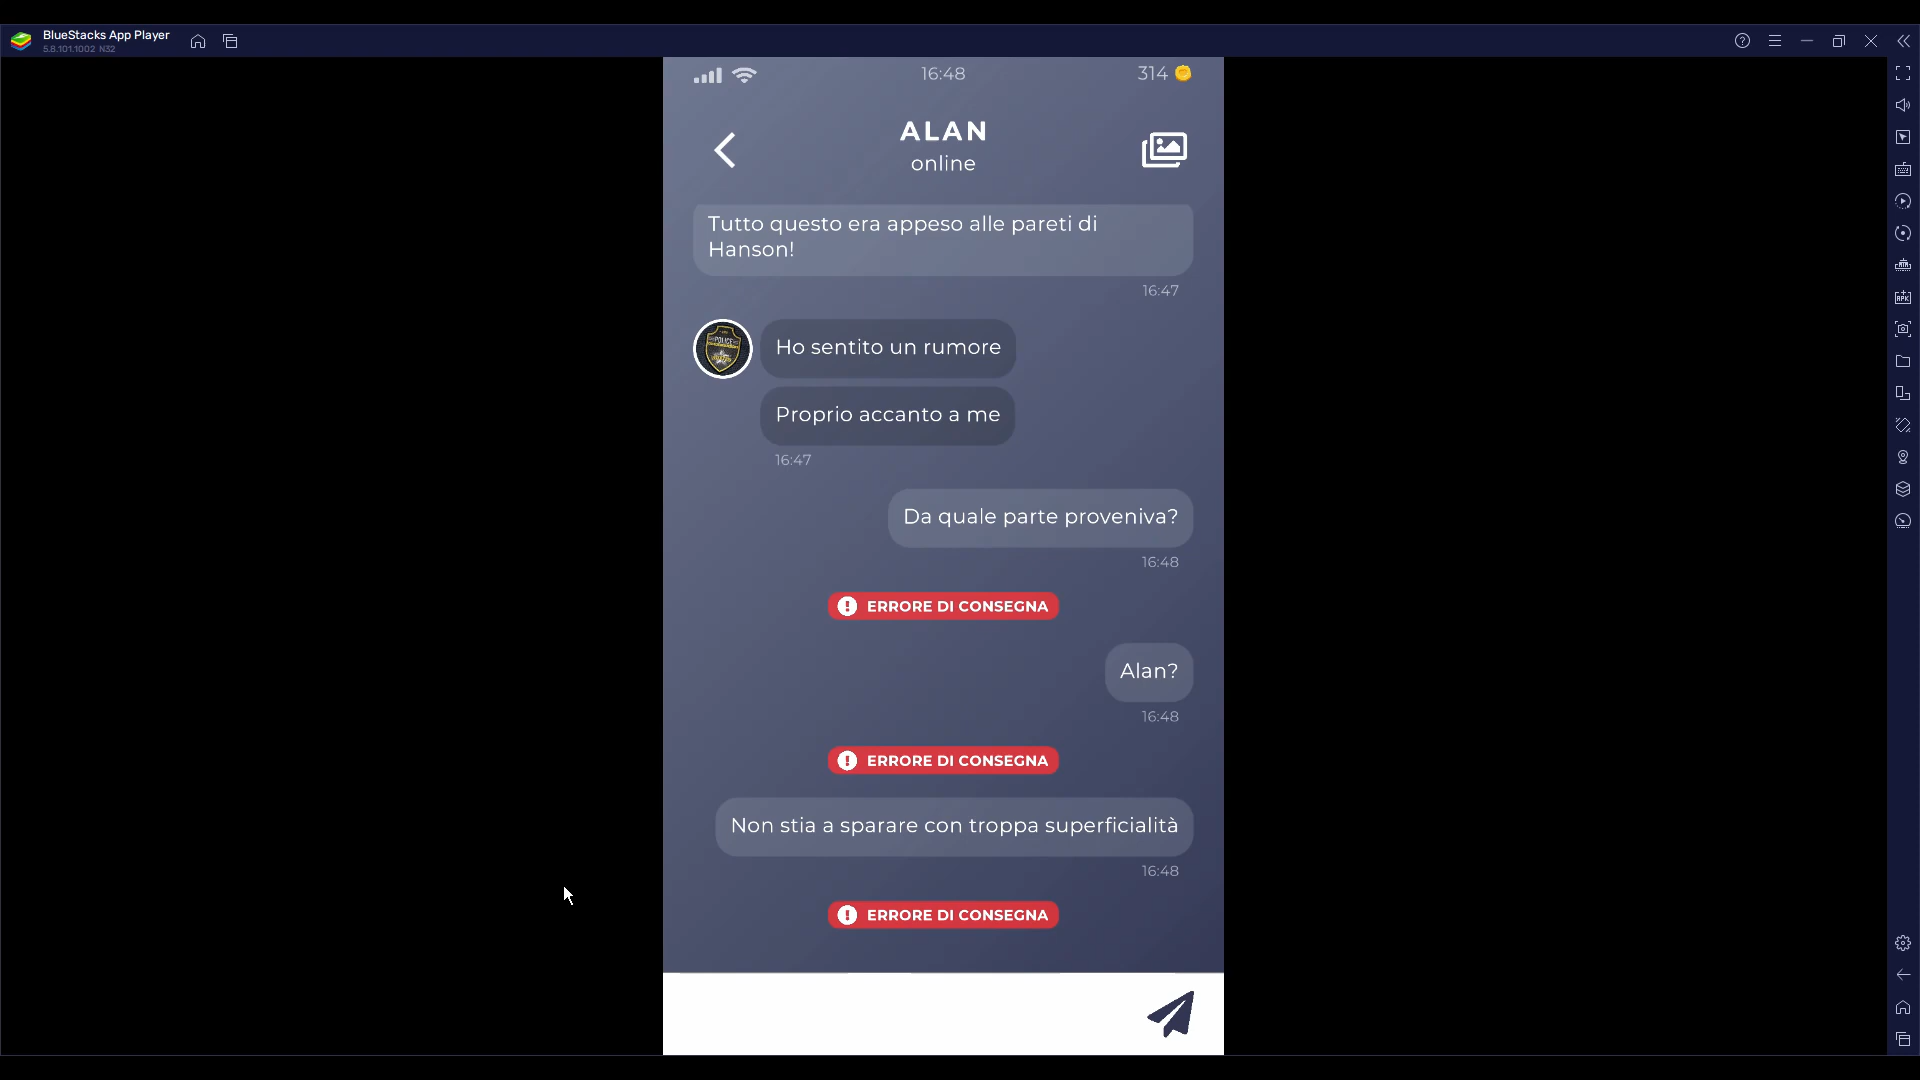 BlueStacks App Player
5.8.101.1002 N32
16:48
314
ALAN
online
Tutto questo era appeso alle pareti di
Hanson!
16:47
POLICE
Ho sentito un rumore
Proprio accanto a me
16:47
Da quale parte proveniva?
16:48
ERRORE DI CONSEGNA
Alan?
16:48
ERRORE DI CONSEGNA
Non stia a sparare con troppa superficialità
16:48
ERRORE DI CONSEGNA